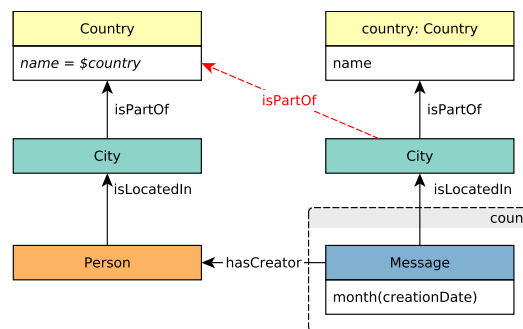 Country
country: Country
name = $country
name
isPartOf
isPartOf
isPartOf
City
City
isLocatedIn
isLocatedIn
Person
hasCreator
Message
month(creationDate)